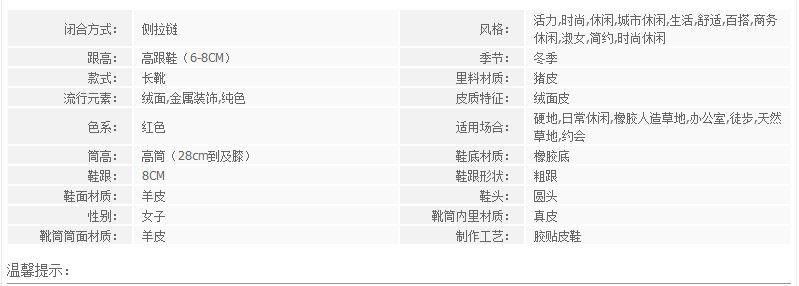 闭合方式： 侧拉链 风格： 活力,时尚,休闲,城市休闲,生活,舒适,百搭,商务
休闲,淑女,简约,时尚休闲
跟高： 高跟鞋（6-8CM） 季节： 冬季
款式： 长靴 里料材质： 猪皮
流行元素： 绒面,金属装饰,纯色 皮质特征： 绒面皮
色系： 红色 适用场合： 硬地,日常休闲,橡胶人造草地,办公室,徒步,天然
草地,约会
筒高： 高筒（28cm到及膝） 鞋底材质： 橡胶底
鞋跟： 8CM 鞋跟形状： 粗跟
鞋面材质： 羊皮 鞋头： 圆头
性别： 女子 靴筒内里材质： 真皮
靴筒筒面材质： 羊皮 制作工艺： 胶贴皮鞋
温馨提示：